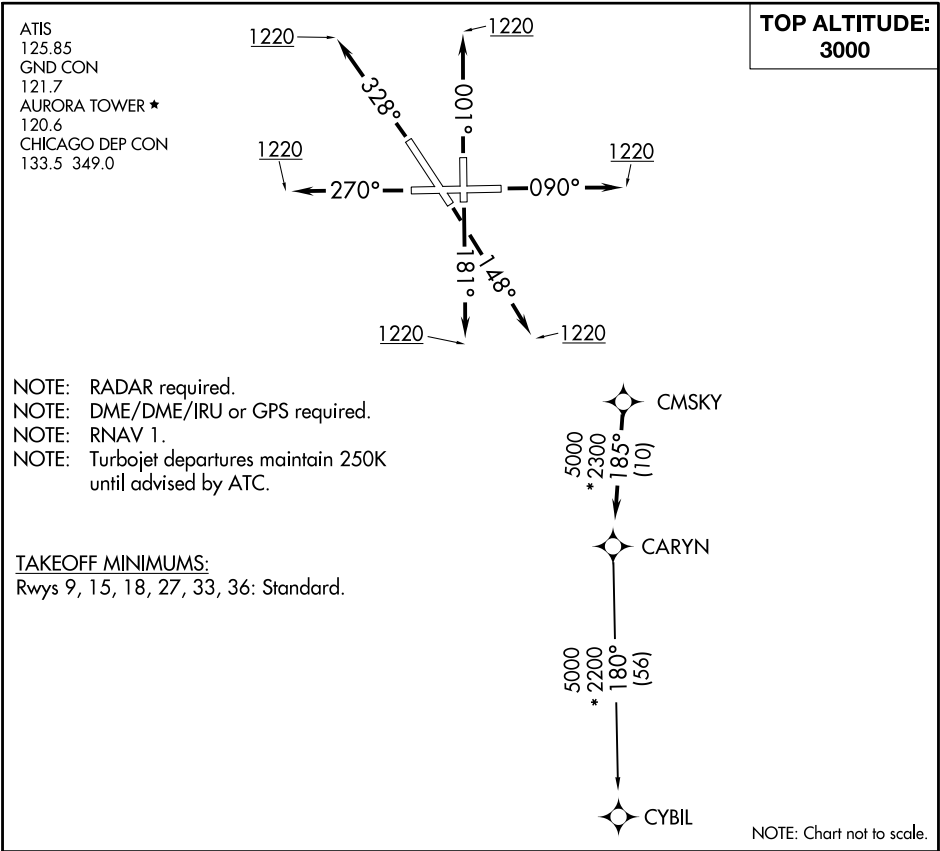 ATIS
125.85
GND CON
121.7
AURORA TOWER ★
120.6
CHICAGO DEP CON
133.5 349.0
TOP ALTITUDE:
3000
1220
1220
328°
001°
1220
1220
270°
090°
181°
148°
1220
1220
NOTE: RADAR required.
NOTE: DME/DME/IRU or GPS required.
NOTE: RNAV 1.
NOTE: Turbojet departures maintain 250K
until advised by ATC.
TAKEOFF MINIMUMS:
Rwys 9, 15, 18, 27, 33, 36: Standard.
CMSKY
5000
*2300
185°
(10)
CARYN
5000
*2200
180°
(56)
CYBIL
NOTE: Chart not to scale.